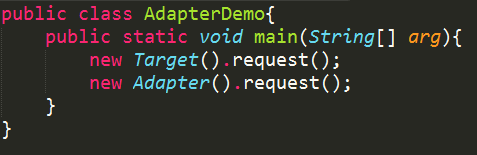 public class AdapterDemo{
    public static void main(String[] arg){
        new Target().request();
        new Adapter().request();
    }
}